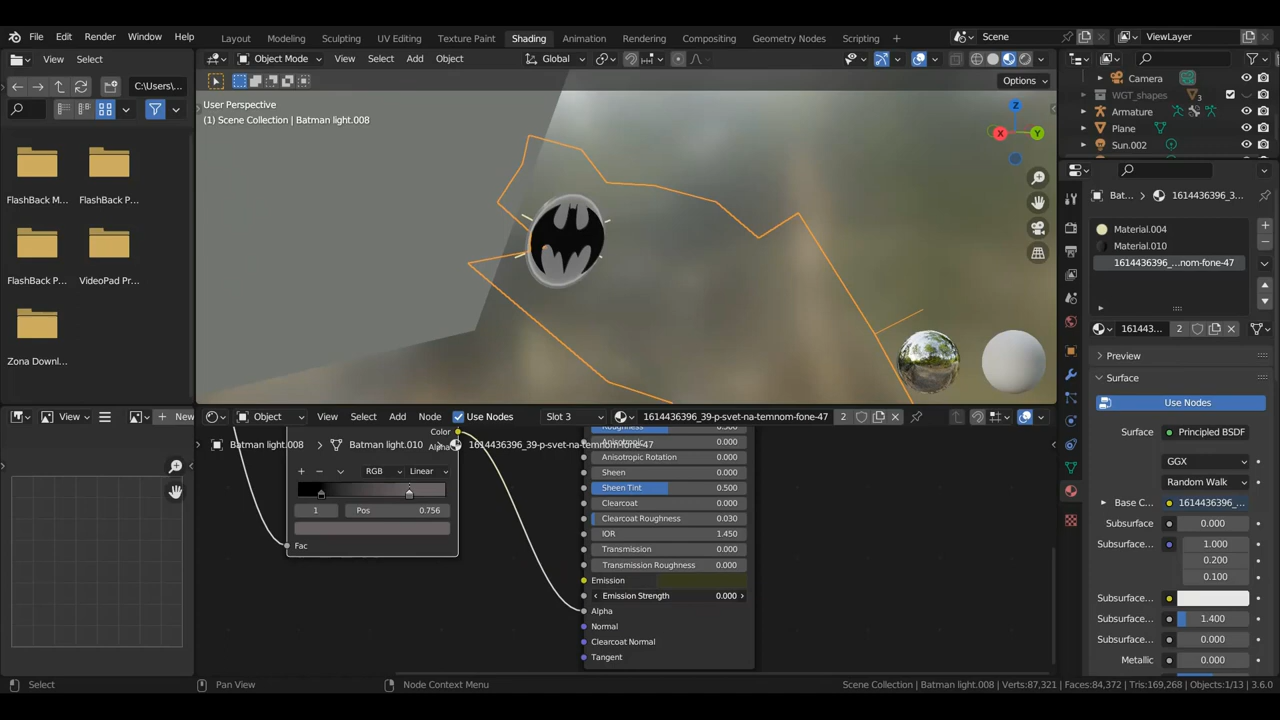 File Edit Render Window Help
Layout Modeling Sculpting UV Editing Texture Paint Shading Animation Rendering Compositing Geometry Nodes Scripting
Scene ViewLayer
View Select
Object Mode View Select Add Object Global
Options
C:\Users\...
User Perspective
(1) Scene Collection | Batman light.008
Z
X
Y
FlashBack M...
FlashBack P...
FlashBack P...
VideoPad Pr...
Zona Downl...
Camera
WGT_shapes 3
Armature
Plane
Sun.002
Bat... 1614436396_3...
Material.004
Material.010
1614436396_...nom-fone-47
161443... 2
Preview
Surface
Use Nodes
Surface Principled BSDF
GGX
Random Walk
Base C... 1614436396_...
Subsurface 0.000
Subsurface... 1.000
0.200
0.100
Subsurface...
Subsurface... 1.400
Subsurface... 0.000
Metallic 0.000
View New
Object View Select Add Node Use Nodes Slot 3 1614436396_39-p-svet-na-temnom-fone-47 2
Batman light.008 Batman light.010 1614436396_39-p-svet-na-temnom-fone-47
Color
Alpha
RGB Linear
1 Pos 0.756
Fac
Roughness 0.500
Anisotropic 0.000
Anisotropic Rotation 0.000
Sheen 0.000
Sheen Tint 0.500
Clearcoat 0.000
Clearcoat Roughness 0.030
IOR 1.450
Transmission 0.000
Transmission Roughness 0.000
Emission
Emission Strength 0.000
Alpha
Normal
Clearcoat Normal
Tangent
Select Pan View Node Context Menu
Scene Collection | Batman light.008 | Verts:87,321 | Faces:84,372 | Tris:169,268 | Objects:1/13 | 3.6.0